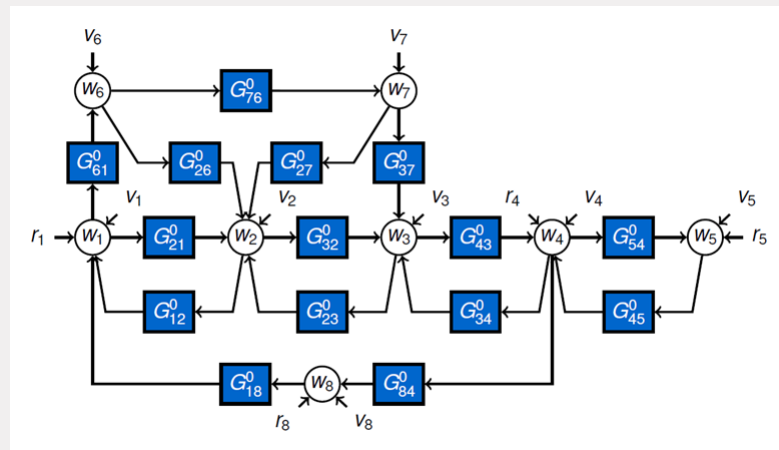 v6 v7
w6 G⁰76 w7
G⁰61 G⁰26 G⁰27 G⁰37
v1 v2 v3 r4 v4 v5
r1 w1 G⁰21 w2 G⁰32 w3 G⁰43 w4 G⁰54 w5 r5
G⁰12 G⁰23 G⁰34 G⁰45
G⁰18 w8 G⁰84
r8 v8